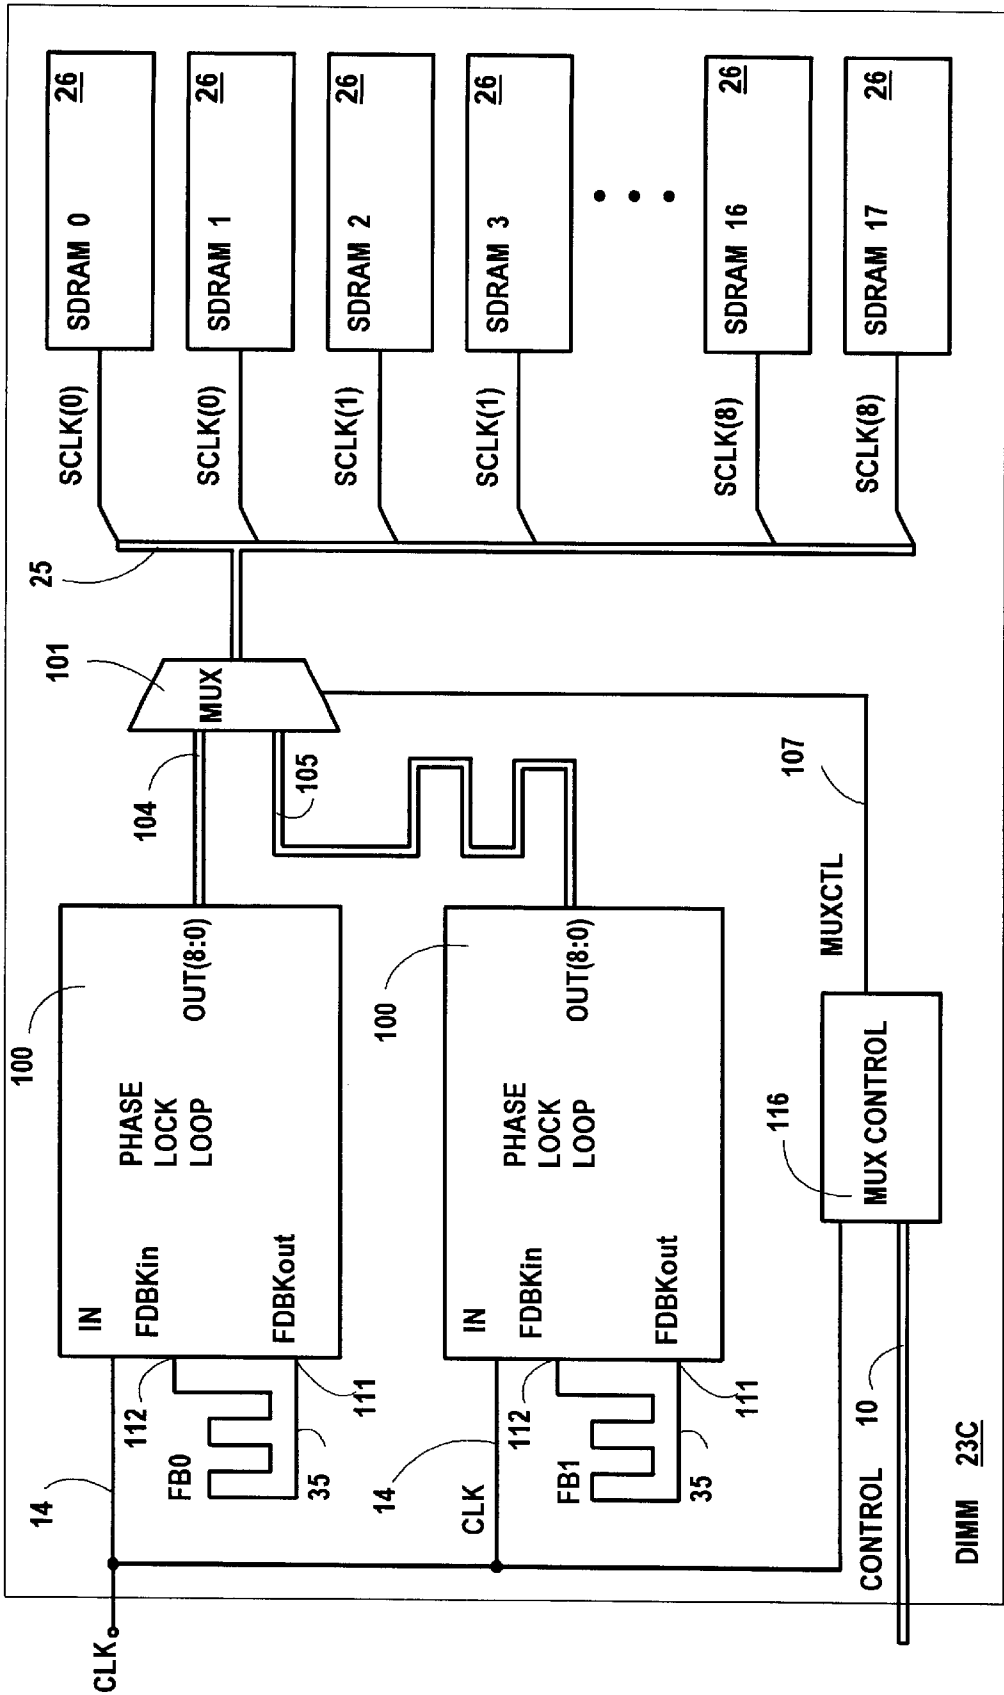 CLK
14
112
FB0
35
111
IN
FDBKin
FDBKout
PHASE
LOCK
LOOP
OUT(8:0)
100
104
101
MUX
25
105
14
CLK
112
FB1
35
111
IN
FDBKin
FDBKout
PHASE
LOCK
LOOP
OUT(8:0)
100
CONTROL
10
116
MUX CONTROL
MUXCTL
107
SCLK(0)
SDRAM 0
26
SCLK(0)
SDRAM 1
26
SCLK(1)
SDRAM 2
26
SCLK(1)
SDRAM 3
26
SCLK(8)
SDRAM 16
26
SCLK(8)
SDRAM 17
26
DIMM 23C